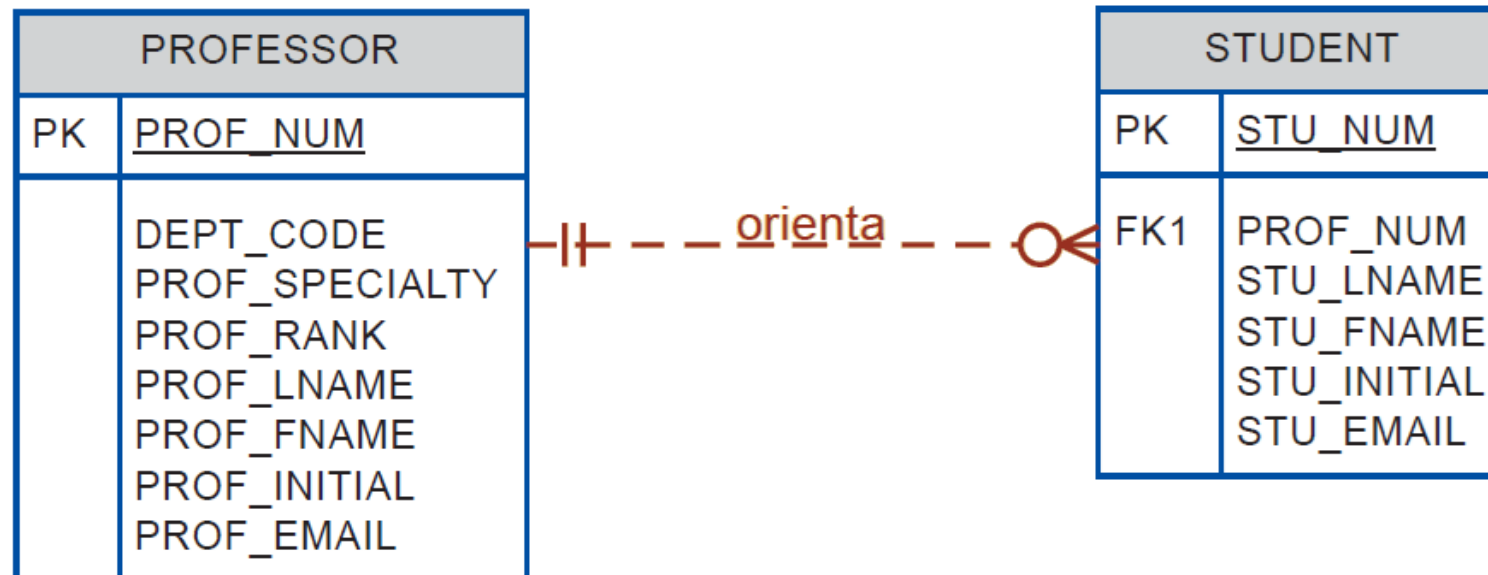 PROFESSOR
PK PROF_NUM
DEPT_CODE
PROF_SPECIALTY
PROF_RANK
PROF_LNAME
PROF_FNAME
PROF_INITIAL
PROF_EMAIL
orienta
STUDENT
PK STU_NUM
FK1 PROF_NUM
STU_LNAME
STU_FNAME
STU_INITIAL
STU_EMAIL